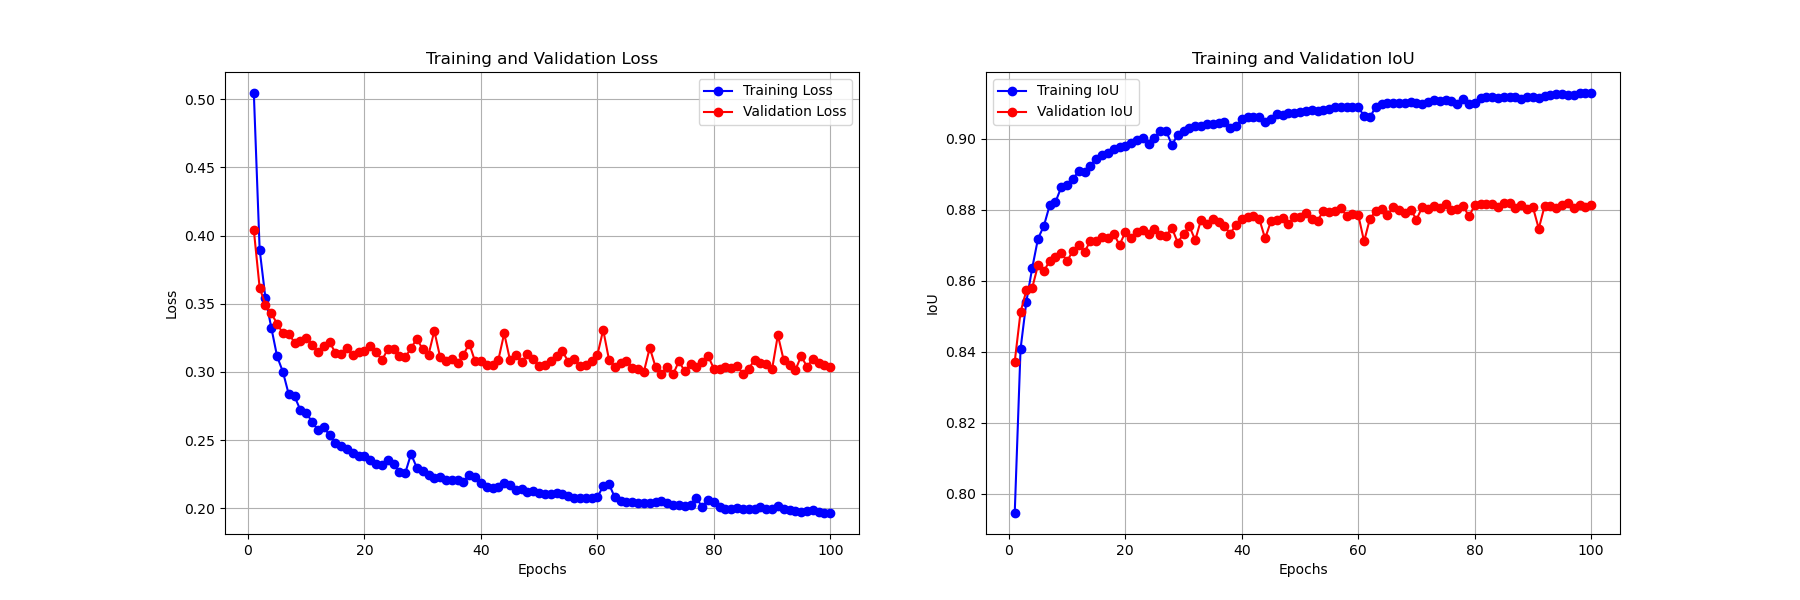 Training and Validation Loss
Training Loss
Validation Loss
Loss
0.50
0.45
0.40
0.35
0.30
0.25
0.20
0 20 40 60 80 100
Epochs
Training and Validation IoU
Training IoU
Validation IoU
IoU
0.90
0.88
0.86
0.84
0.82
0.80
0 20 40 60 80 100
Epochs